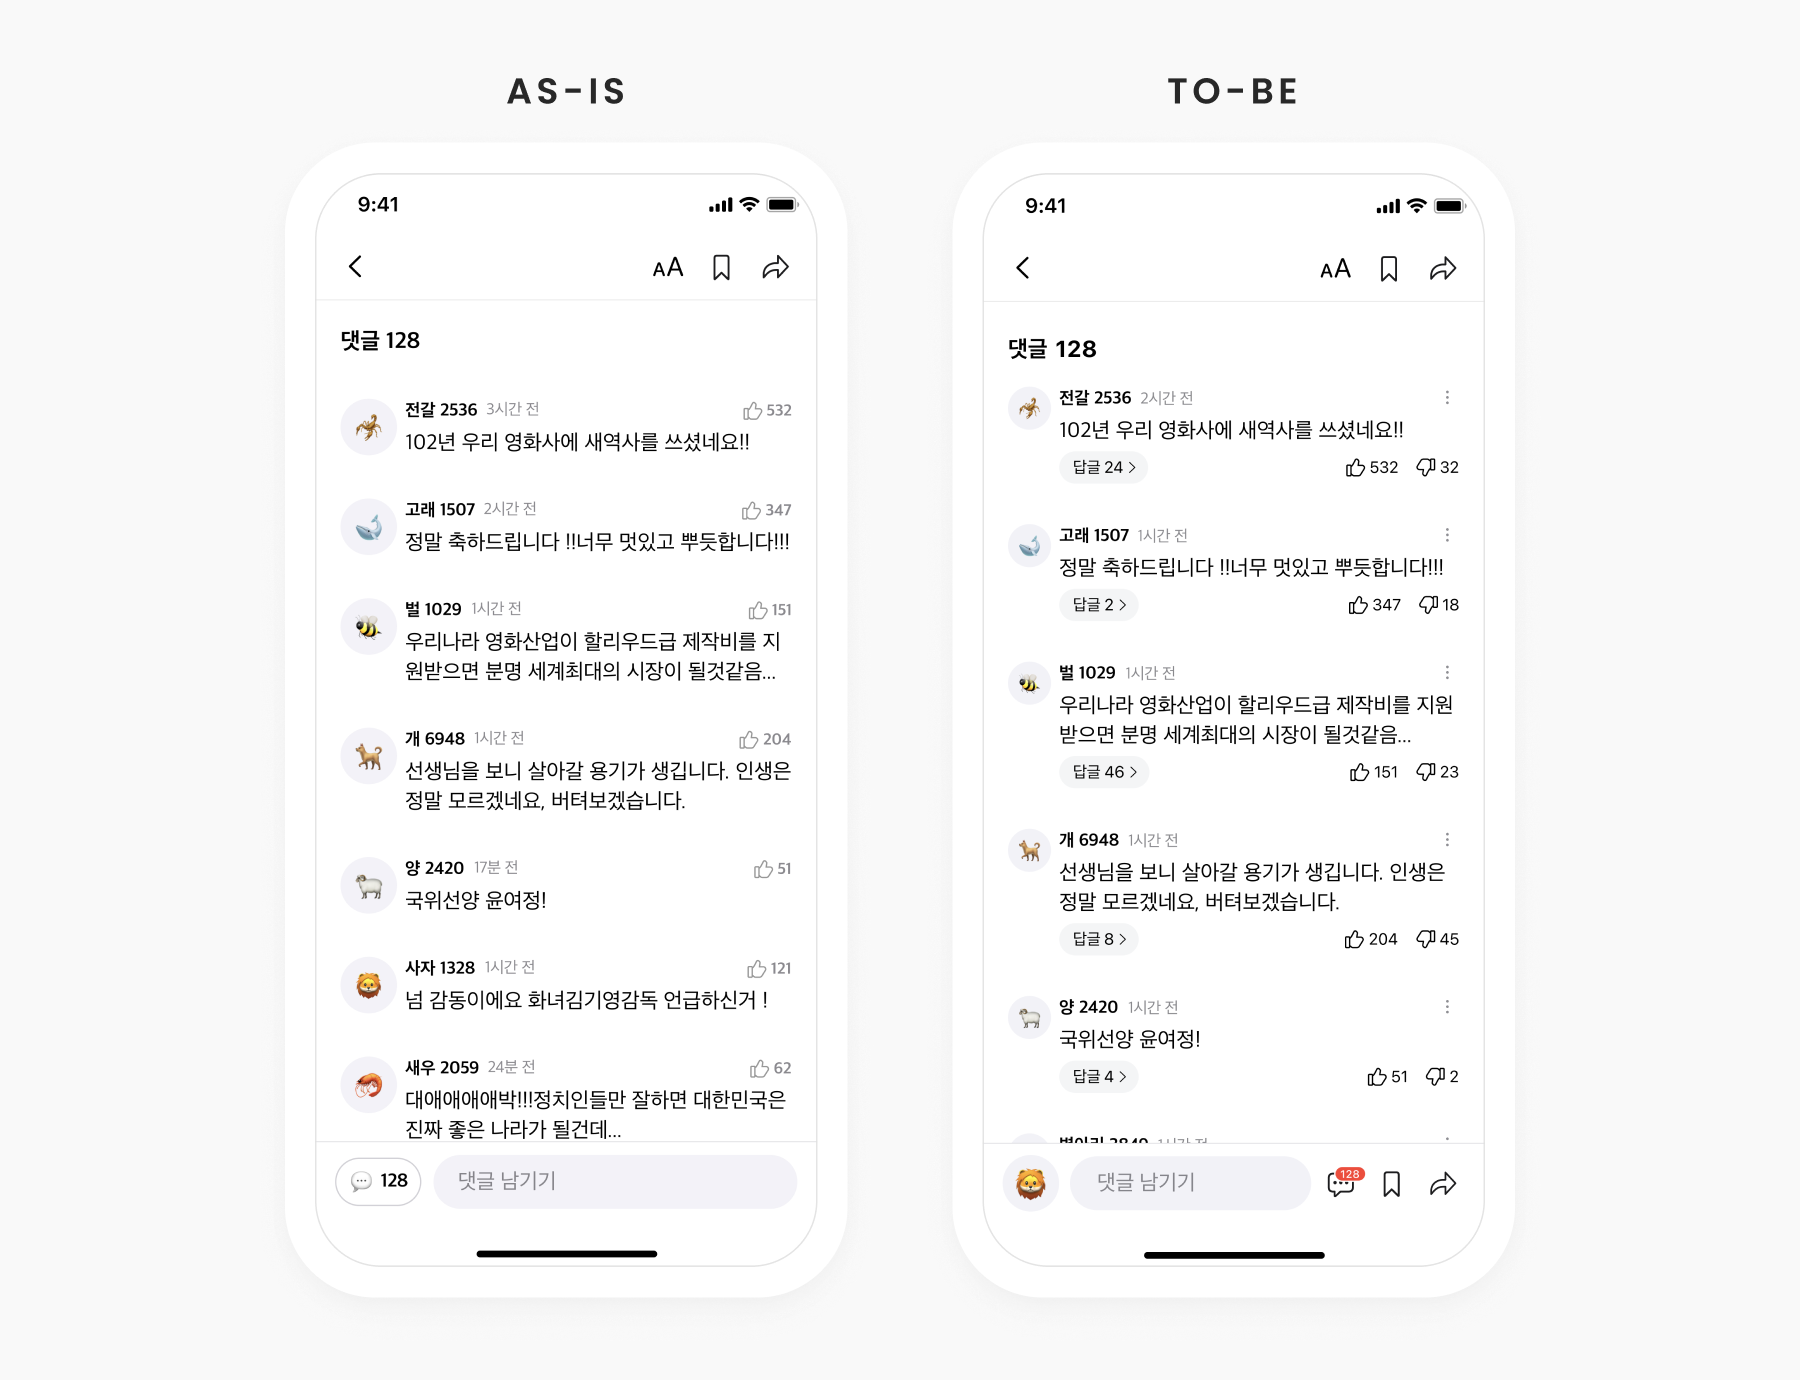 AS-IS
9:41
AA
댓글 128
전갈 2536 3시간 전 532
102년 우리 영화사에 새역사를 쓰셨네요!!
고래 1507 2시간 전 347
정말 축하드립니다 !!너무 멋있고 뿌듯합니다!!!
벌 1029 1시간 전 151
우리나라 영화산업이 할리우드급 제작비를 지
원받으면 분명 세계최대의 시장이 될것같음...
개 6948 1시간 전 204
선생님을 보니 살아갈 용기가 생깁니다. 인생은
정말 모르겠네요, 버텨보겠습니다.
양 2420 17분 전 51
국위선양 윤여정!
사자 1328 1시간 전 121
넘 감동이에요 화녀김기영감독 언급하신거 !
새우 2059 24분 전 62
대애애애애박!!!정치인들만 잘하면 대한민국은
진짜 좋은 나라가 될건데...
128 댓글 남기기
TO-BE
9:41
AA
댓글 128
전갈 2536 2시간 전
102년 우리 영화사에 새역사를 쓰셨네요!!
답글 24 > 532 32
고래 1507 1시간 전
정말 축하드립니다 !!너무 멋있고 뿌듯합니다!!!
답글 2 > 347 18
벌 1029 1시간 전
우리나라 영화산업이 할리우드급 제작비를 지원
받으면 분명 세계최대의 시장이 될것같음...
답글 46 > 151 23
개 6948 1시간 전
선생님을 보니 살아갈 용기가 생깁니다. 인생은
정말 모르겠네요, 버텨보겠습니다.
답글 8 > 204 45
양 2420 1시간 전
국위선양 윤여정!
답글 4 > 51 2
댓글 남기기 128